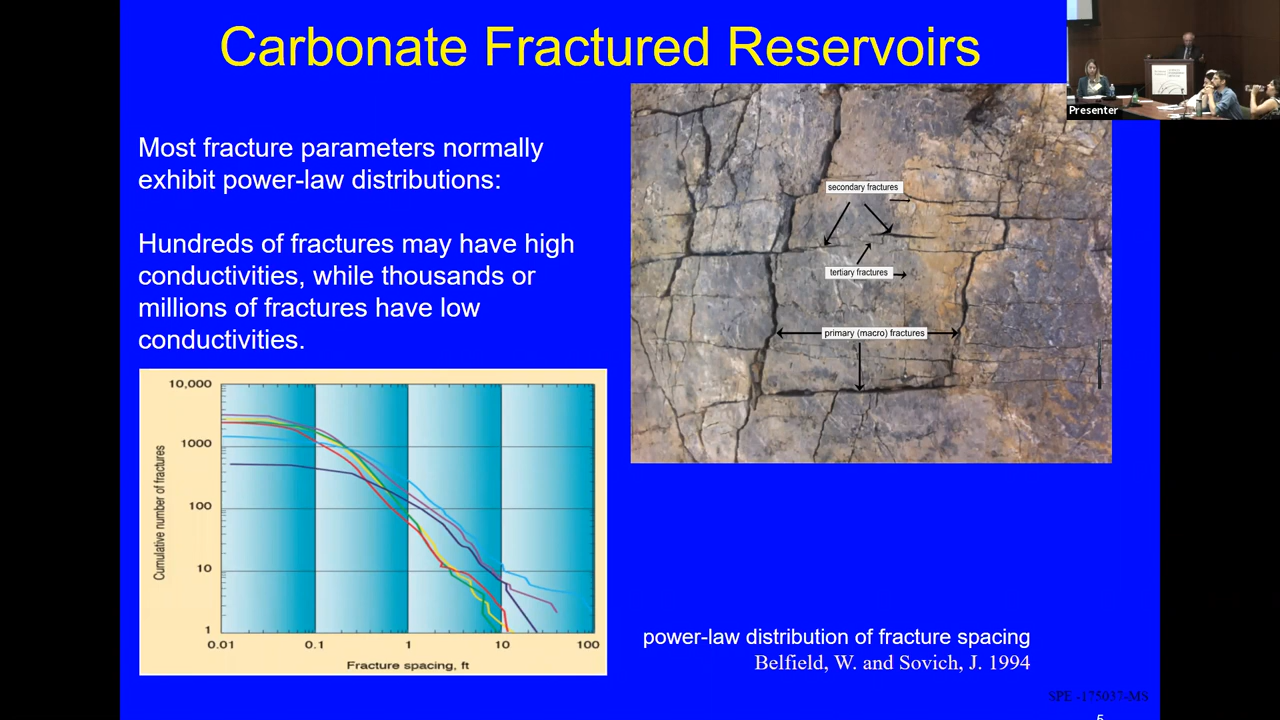 Carbonate Fractured Reservoirs
Presenter
Most fracture parameters normally
exhibit power-law distributions:
Hundreds of fractures may have high
conductivities, while thousands or
millions of fractures have low
conductivities.
secondary fractures
tertiary fractures
primary (macro) fractures
10,000
1000
100
10
1
Cumulative number of fractures
0.01 0.1 1 10 100
Fracture spacing, ft
power-law distribution of fracture spacing
Belfield, W. and Sovich, J. 1994
SPE -175037-MS